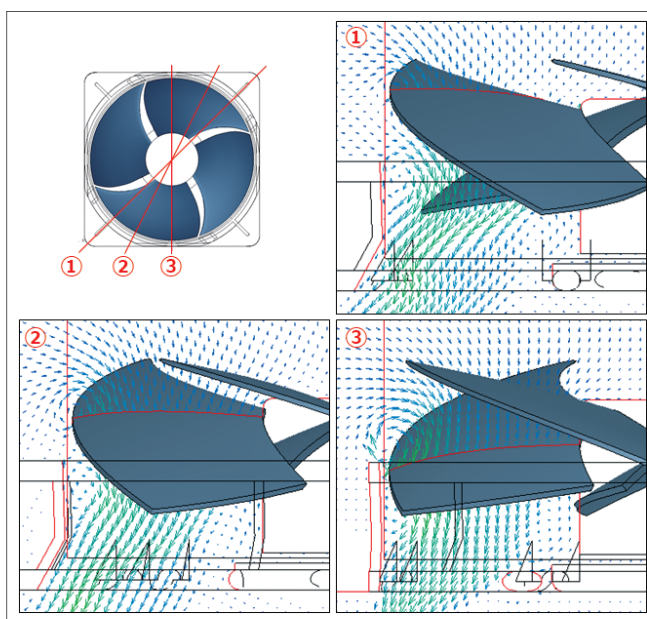 ①
① ② ③
②
③